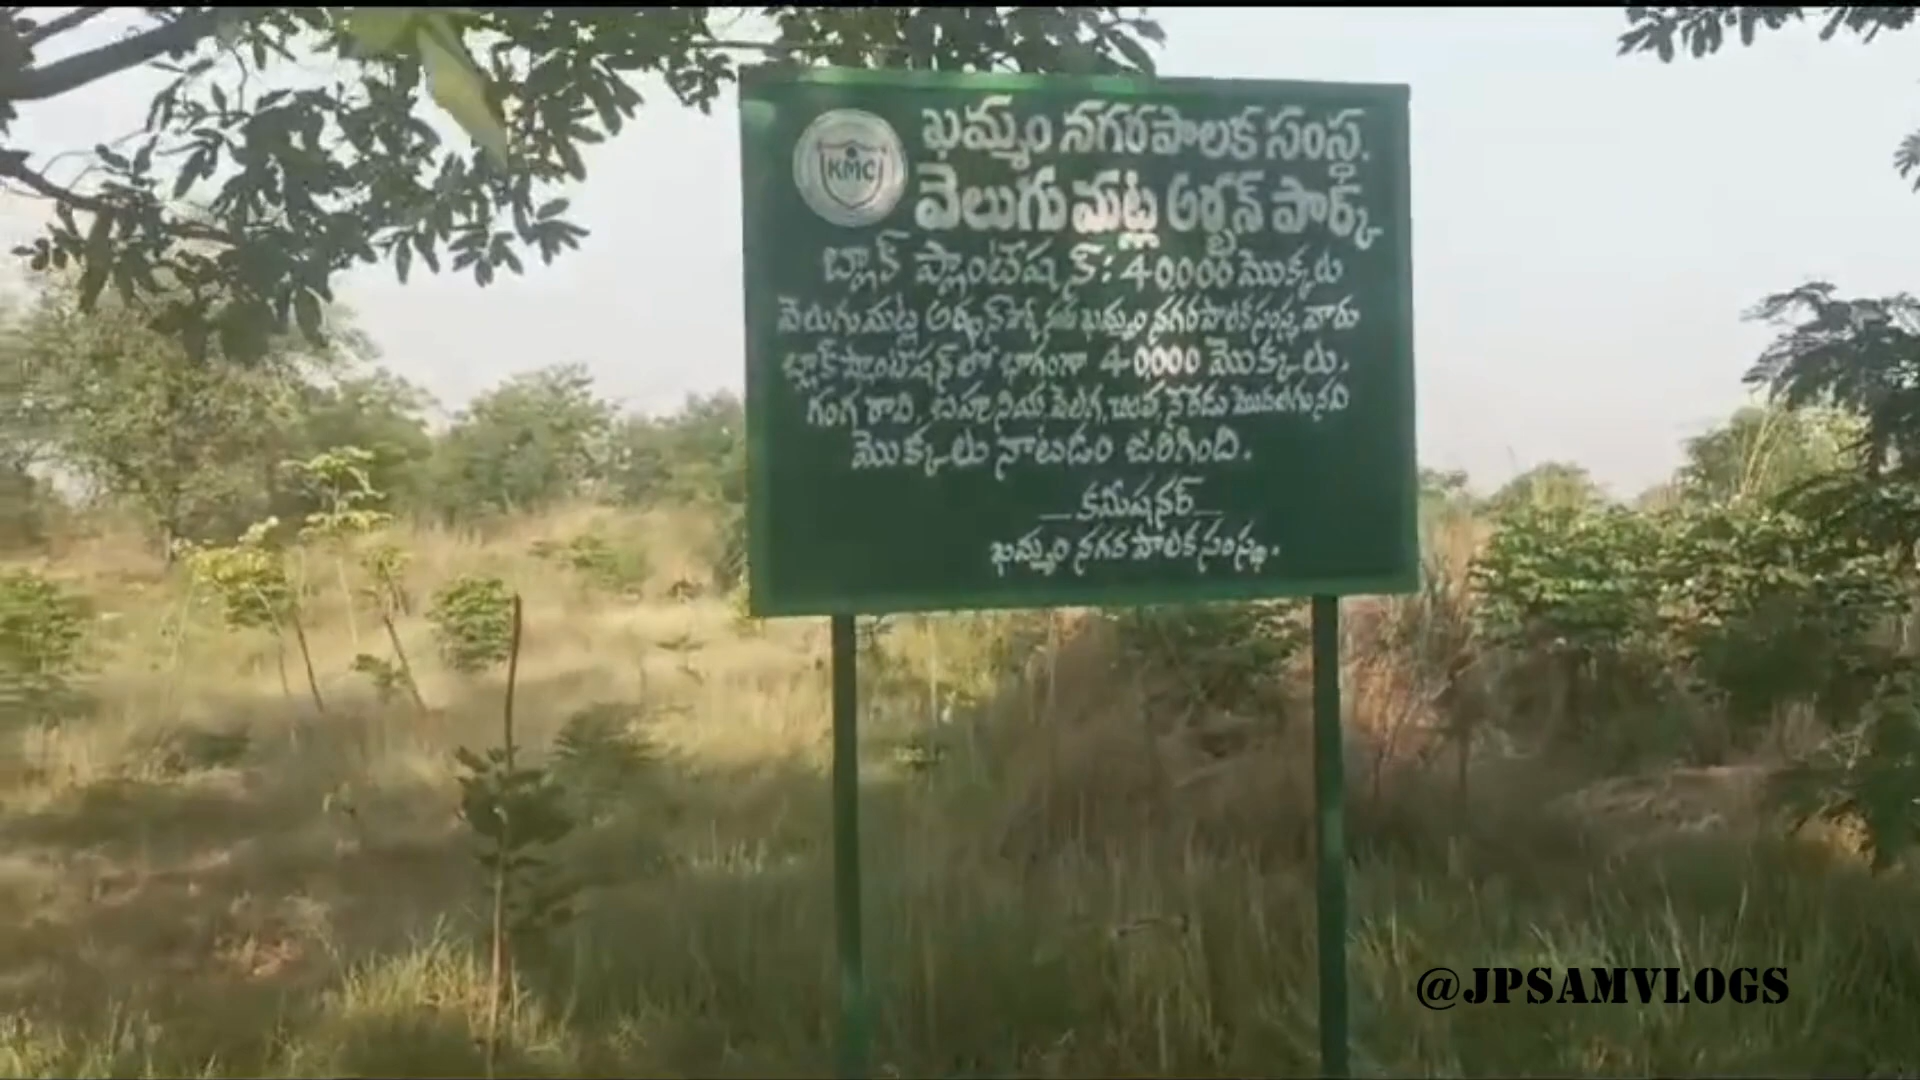 KMC
ఖమ్మం నగరపాలక సంస్థ.
వెలుగుమట్ల అర్బన్ పార్క్
బ్లాక్ ప్లాంటేషన్: 40,000 మొక్కలు
వెలుగుమట్ల అర్బన్ పార్క్ నందు ఖమ్మం నగరపాలక సంస్థ వారు
బ్లాక్ ప్లాంటేషన్ లో భాగంగా 40,000 మొక్కలు.
గంగ రావి, బహునియ, వెలగ, నేరేడు మొదలగునవి
మొక్కలు నాటడం జరిగింది.
_ కమీషనర్ _
ఖమ్మం నగర పాలక సంస్థ.
@JPSAMVLOGS